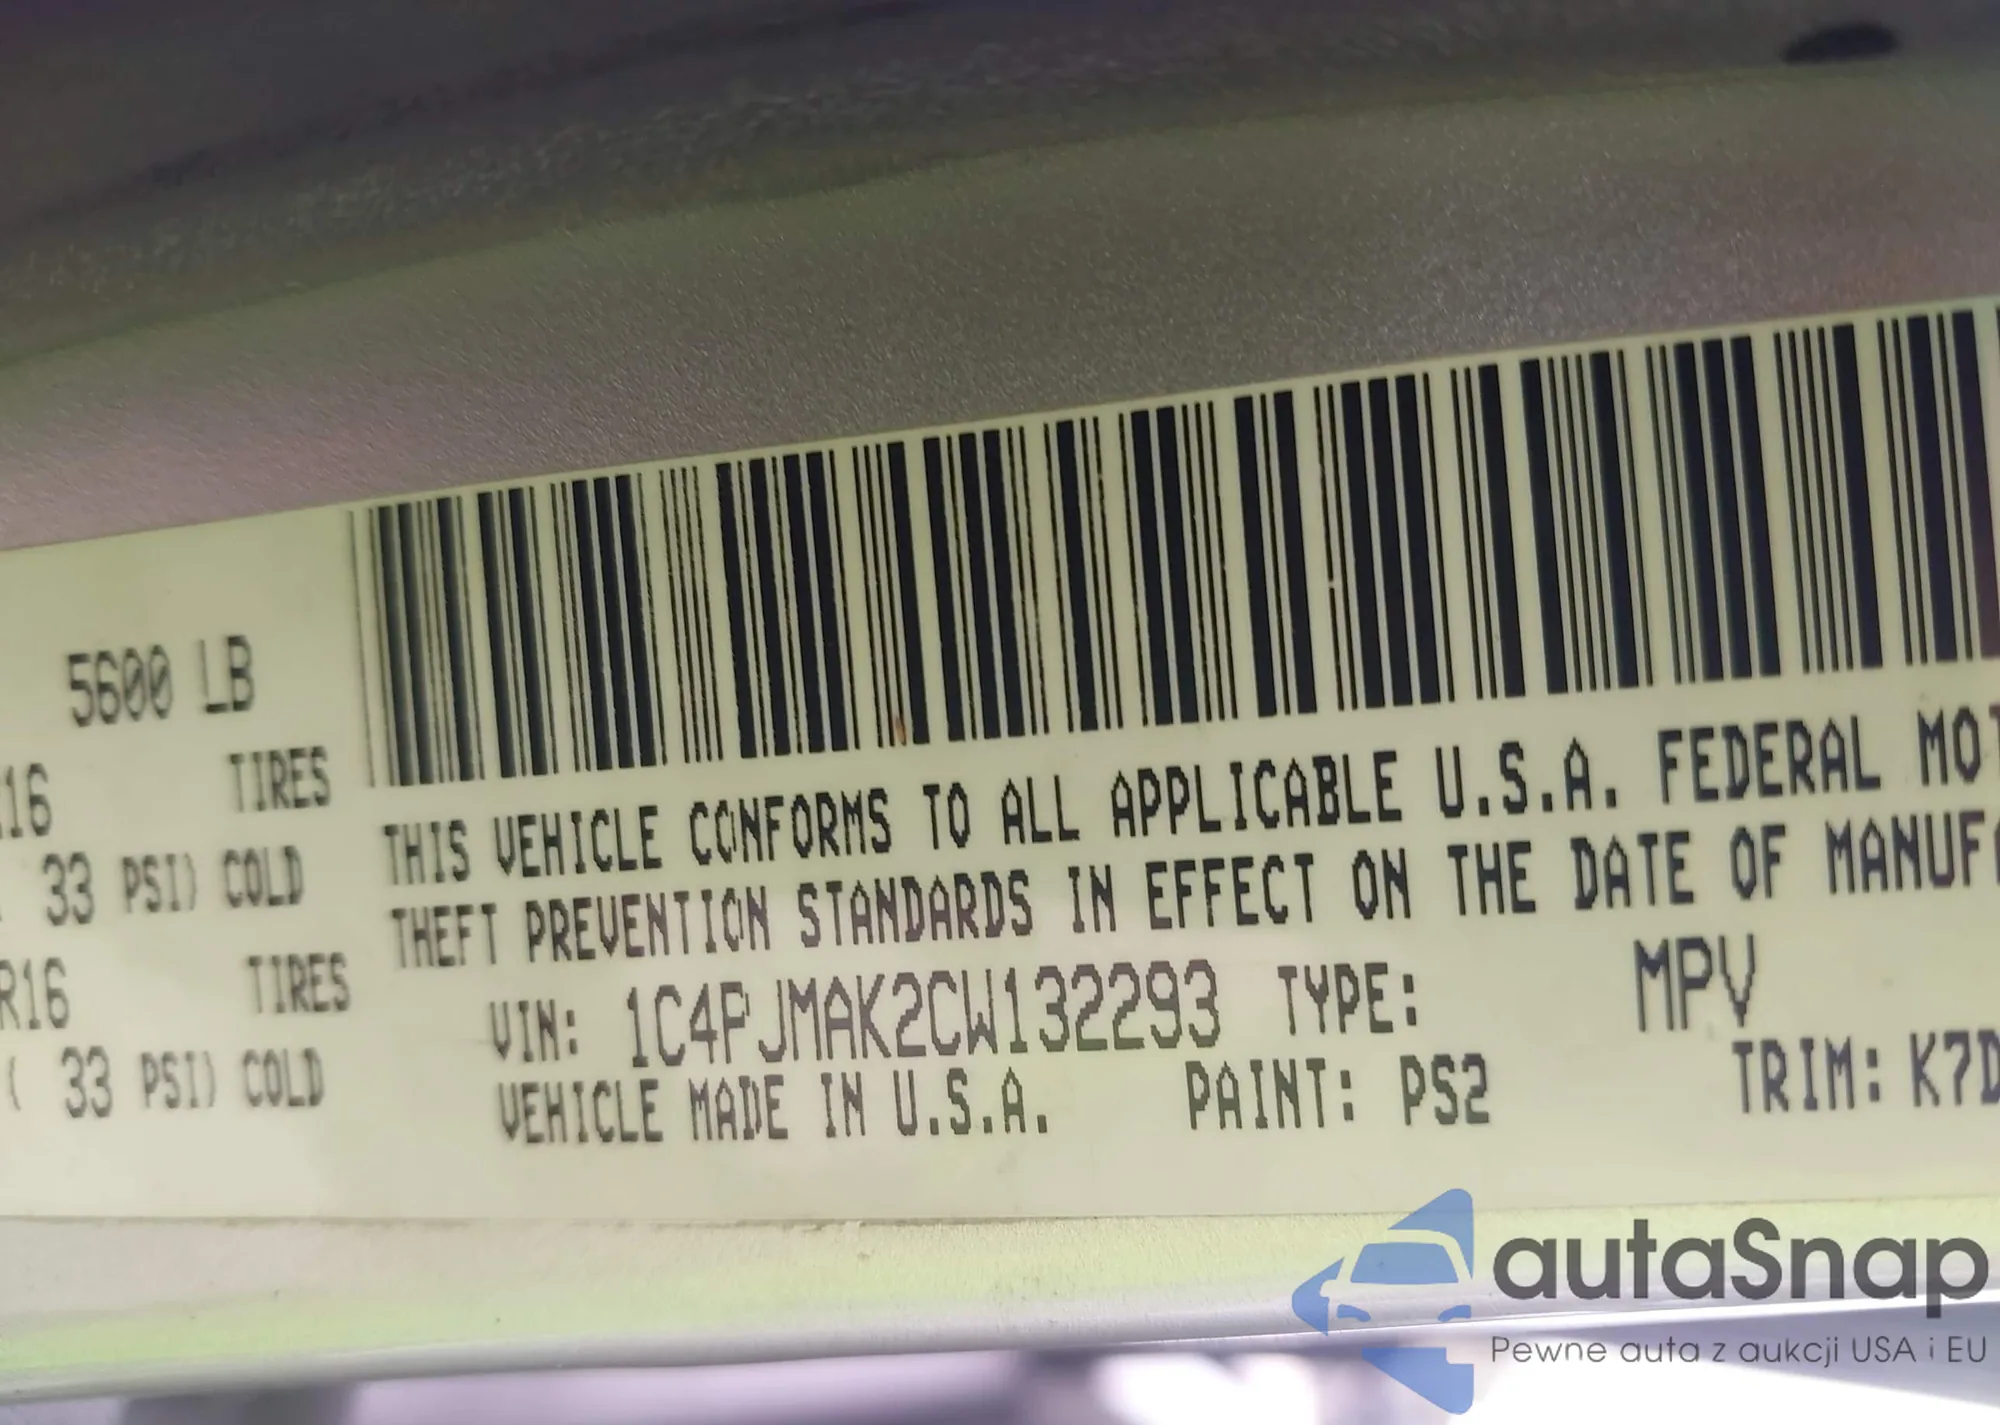 5600 LB
16 TIRES
33 PSI) COLD
R16 TIRES
( 33 PSI) COLD
THIS VEHICLE CONFORMS TO ALL APPLICABLE U.S.A. FEDERAL MOT
THEFT PREVENTION STANDARDS IN EFFECT ON THE DATE OF MANUFA
VIN: 1C4PJMAK2CW132293 TYPE: MPV
VEHICLE MADE IN U.S.A. PAINT: PS2 TRIM: K7D
autaSnap
Pewne auta z aukcji USA i EU